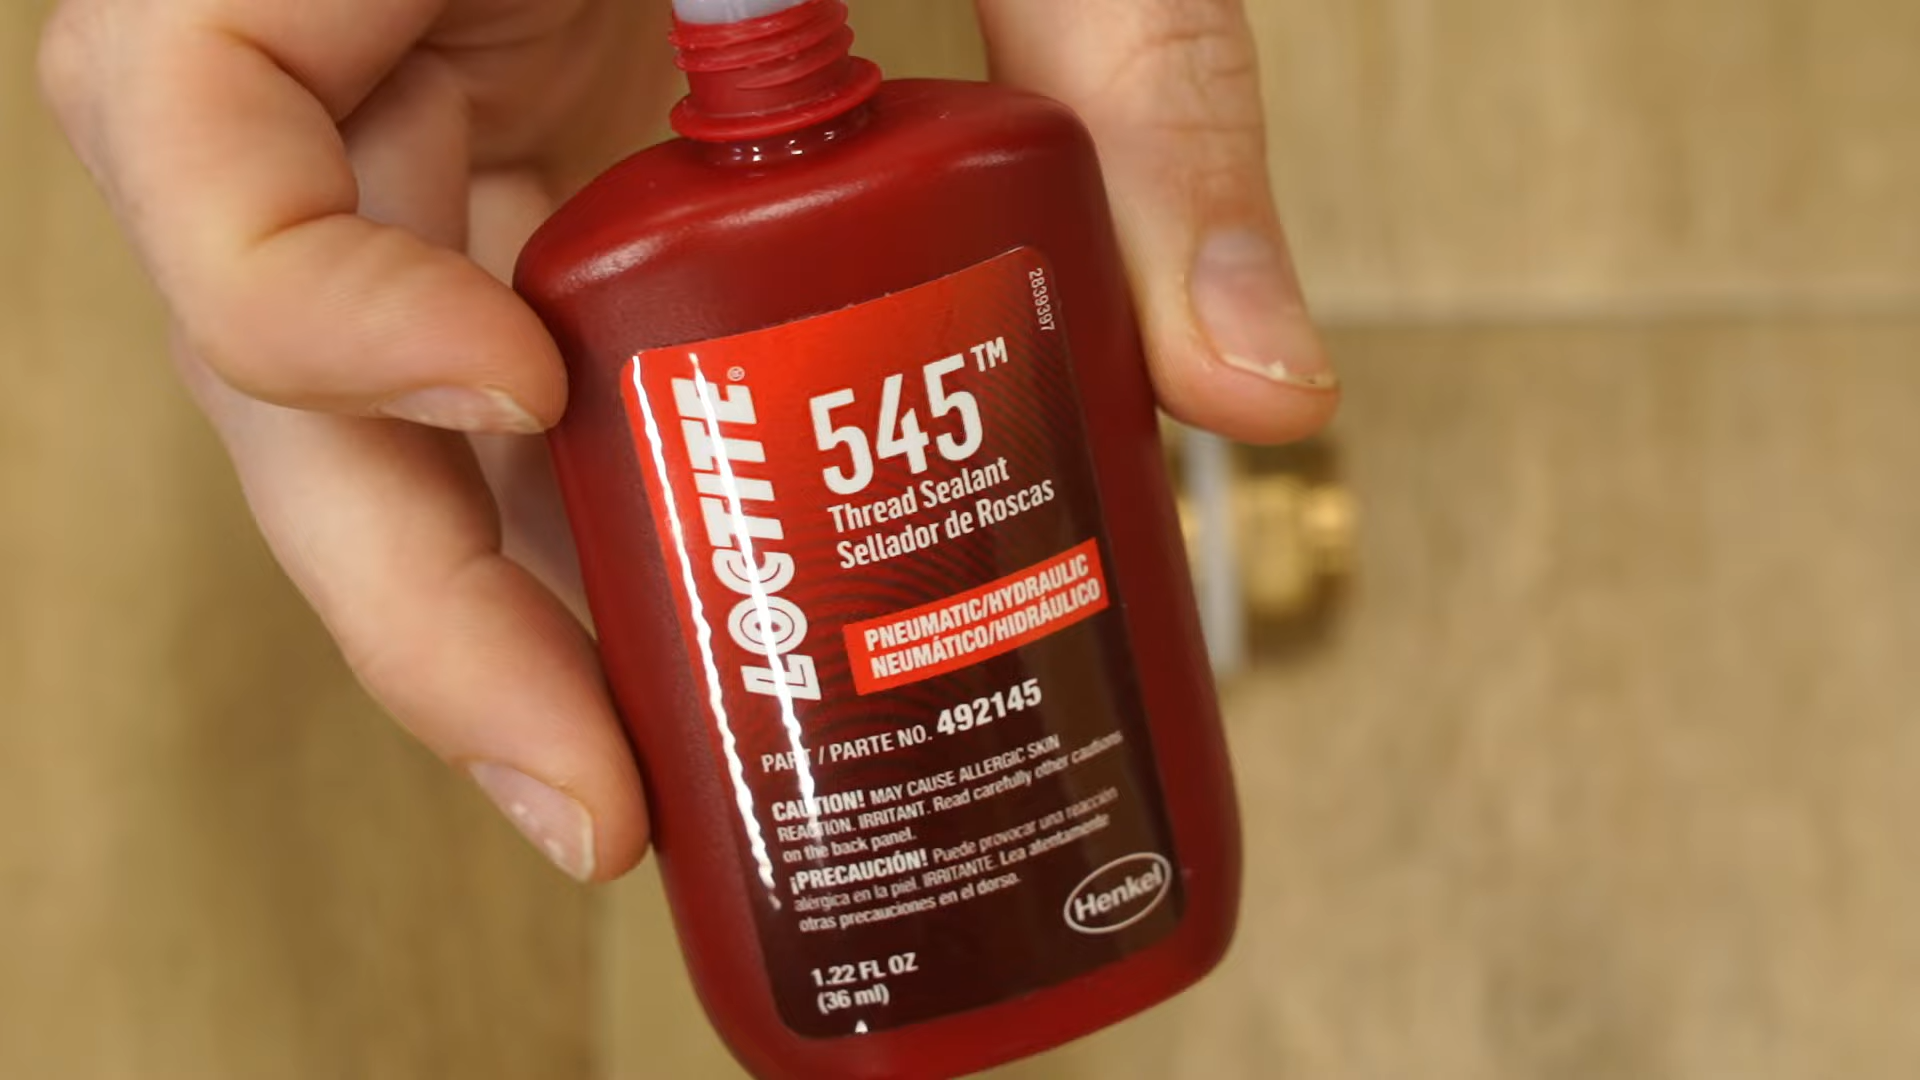 2839397
LOCTITE®
545™
Thread Sealant
Sellador de Roscas
PNEUMATIC/HYDRAULIC
NEUMÁTICO/HIDRÁULICO
PART / PARTE NO. 492145
CAUTION! MAY CAUSE ALLERGIC SKIN
REACTION. IRRITANT. Read carefully other cautions
on the back panel.
¡PRECAUCIÓN! Puede provocar una reacción
alérgica en la piel. IRRITANTE. Lea atentamente
otras precauciones en el dorso.
Henkel
1.22 FL OZ
(36 ml)